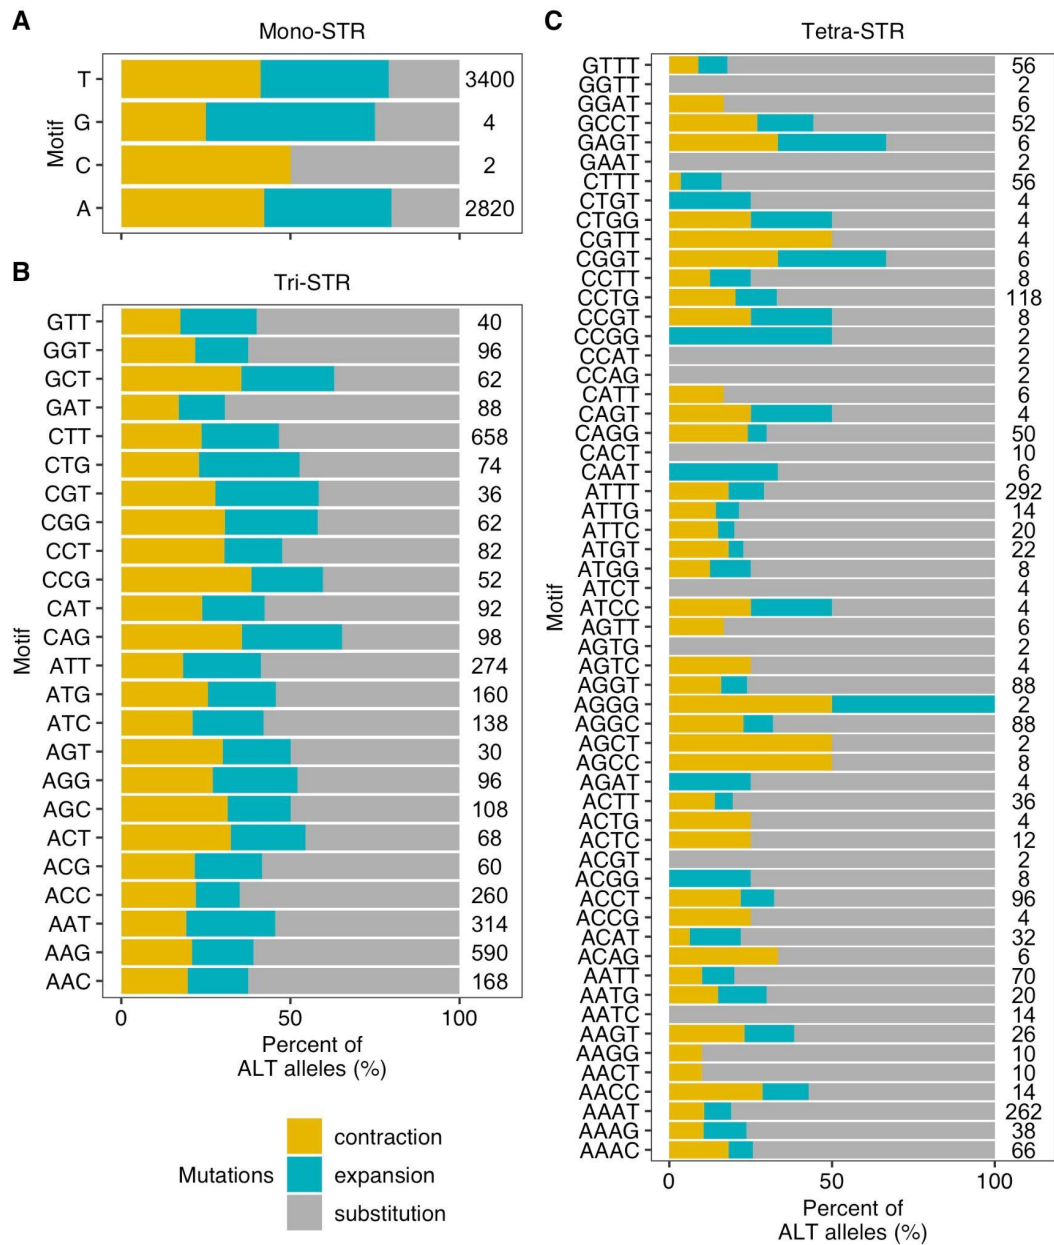 A
Mono-STR
Motif
T 3400
G 4
C 2
A 2820
B
Tri-STR
Motif
GTT 40
GGT 96
GCT 62
GAT 88
CTT 658
CTG 74
CGT 36
CGG 62
CCT 82
CCG 52
CAT 92
CAG 98
ATT 274
ATG 160
ATC 138
AGT 30
AGG 96
AGC 108
ACT 68
ACG 60
ACC 260
AAT 314
AAG 590
AAC 168
0 50 100
Percent of
ALT alleles (%)
Mutations
contraction
expansion
substitution
C
Tetra-STR
Motif
GTTT 56
GGTT 2
GGAT 6
GCCT 52
GAGT 6
GAAT 2
CTTT 56
CTGT 4
CTGG 4
CGTT 4
CGGT 6
CCTT 8
CCTG 118
CCGT 8
CCGG 2
CCAT 2
CCAG 2
CATT 6
CAGT 4
CAGG 50
CACT 10
CAAT 6
ATTT 292
ATTG 14
ATTC 20
ATGT 22
ATGG 8
ATCT 4
ATCC 4
AGTT 6
AGTG 2
AGTC 4
AGGT 88
AGGG 2
AGGC 88
AGCT 2
AGCC 8
AGAT 4
ACTT 36
ACTG 4
ACTC 12
ACGT 2
ACGG 8
ACCT 96
ACCG 4
ACAT 32
ACAG 6
AATT 70
AATG 20
AATC 14
AAGT 26
AAGG 10
AACT 10
AACC 14
AAAT 262
AAAG 38
AAAC 66
0 50 100
Percent of
ALT alleles (%)